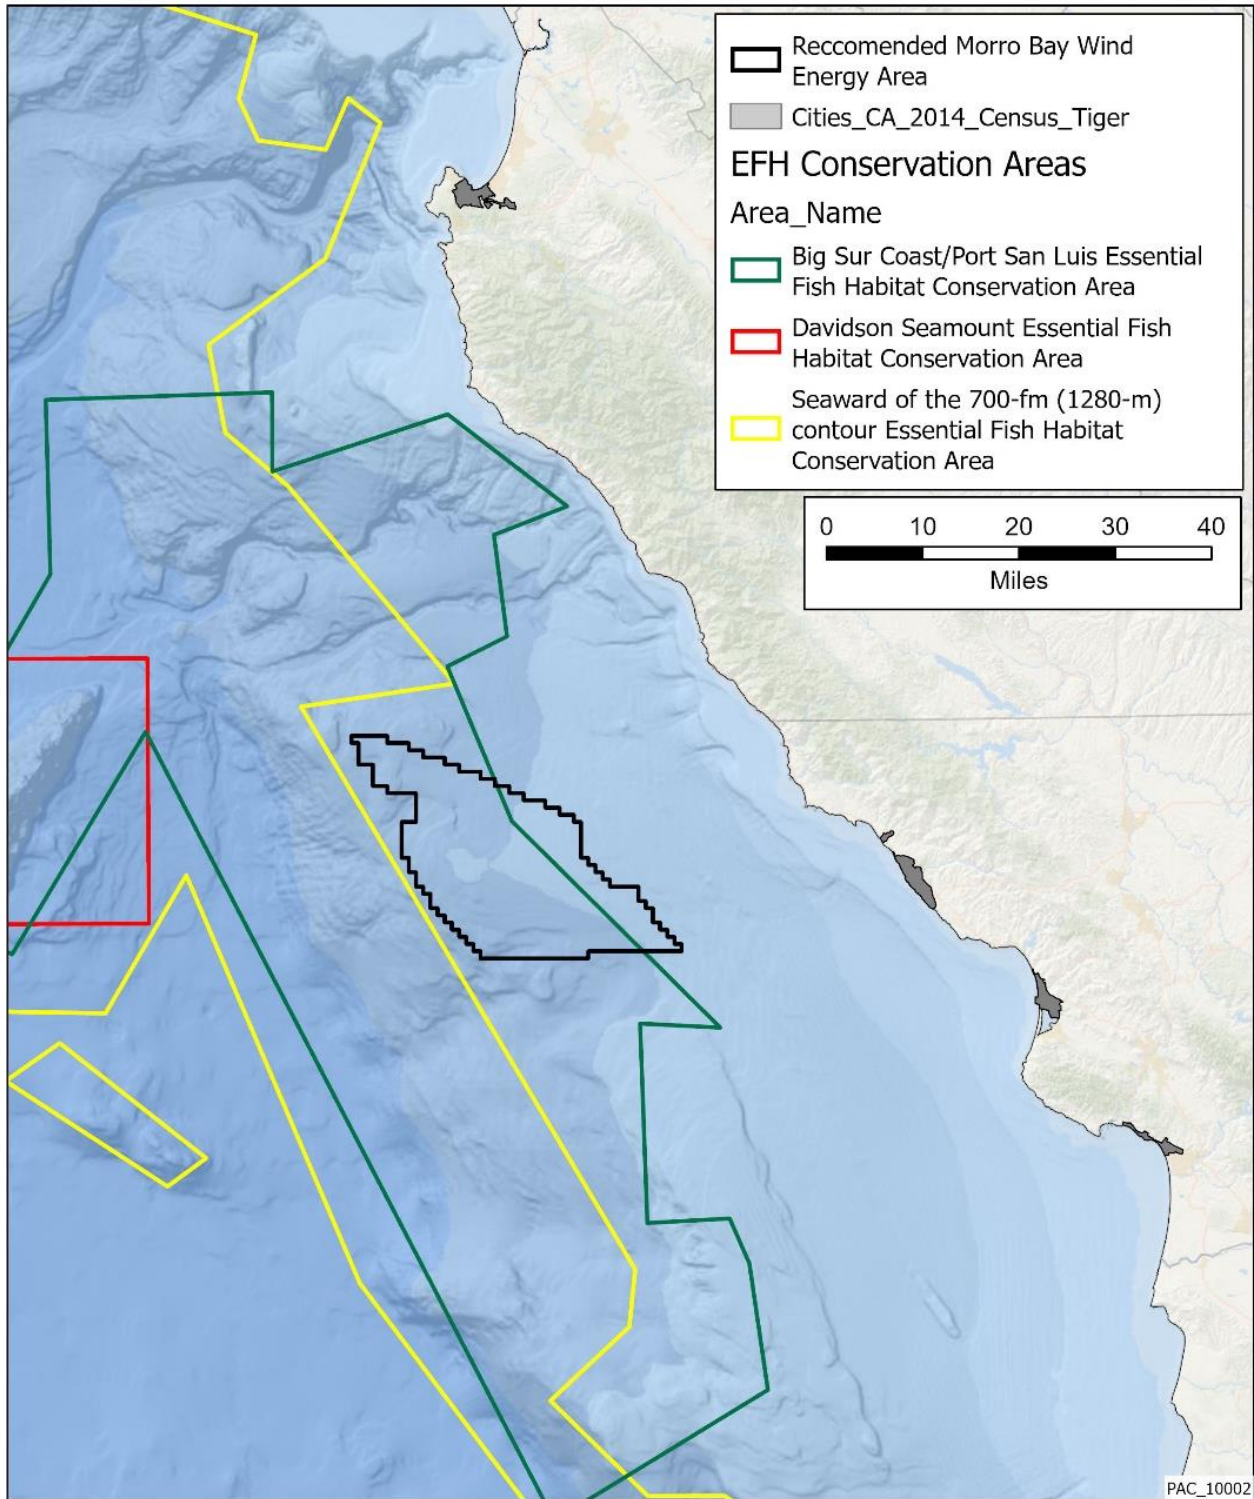 Reccomended Morro Bay Wind
Energy Area
Cities_CA_2014_Census_Tiger
EFH Conservation Areas
Area_Name
Big Sur Coast/Port San Luis Essential
Fish Habitat Conservation Area
Davidson Seamount Essential Fish
Habitat Conservation Area
Seaward of the 700-fm (1280-m)
contour Essential Fish Habitat
Conservation Area
0 10 20 30 40
Miles
PAC_10002